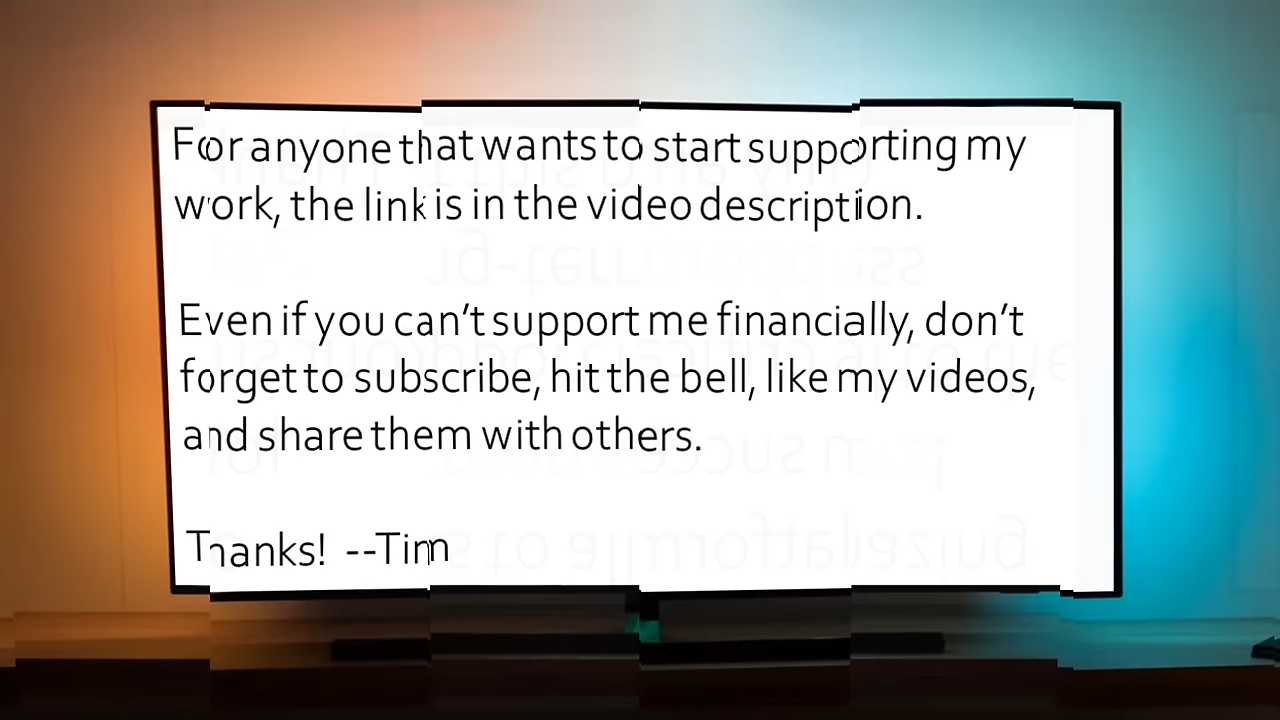 For anyone that wants to start supporting my
work, the link is in the video description.
Even if you can't support me financially, don't
forget to subscribe, hit the bell, like my videos,
and share them with others.
Thanks! --Tim